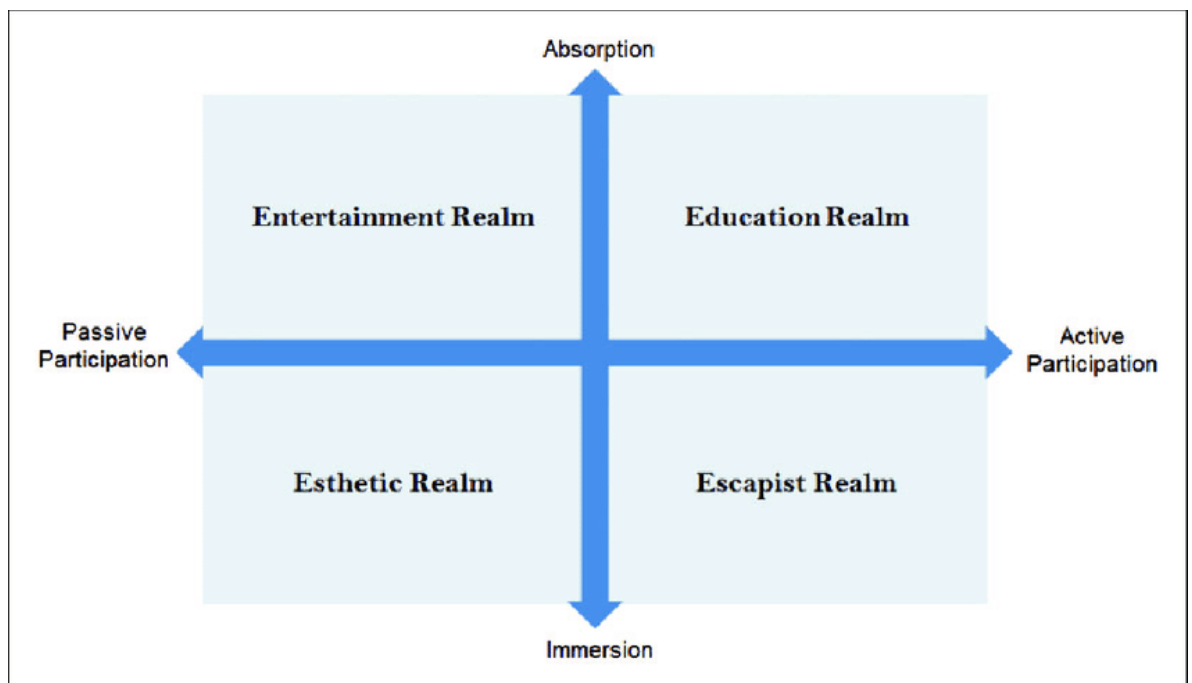 Absorption
Entertainment Realm
Education Realm
Passive
Participation
Active
Participation
Esthetic Realm
Escapist Realm
Immersion